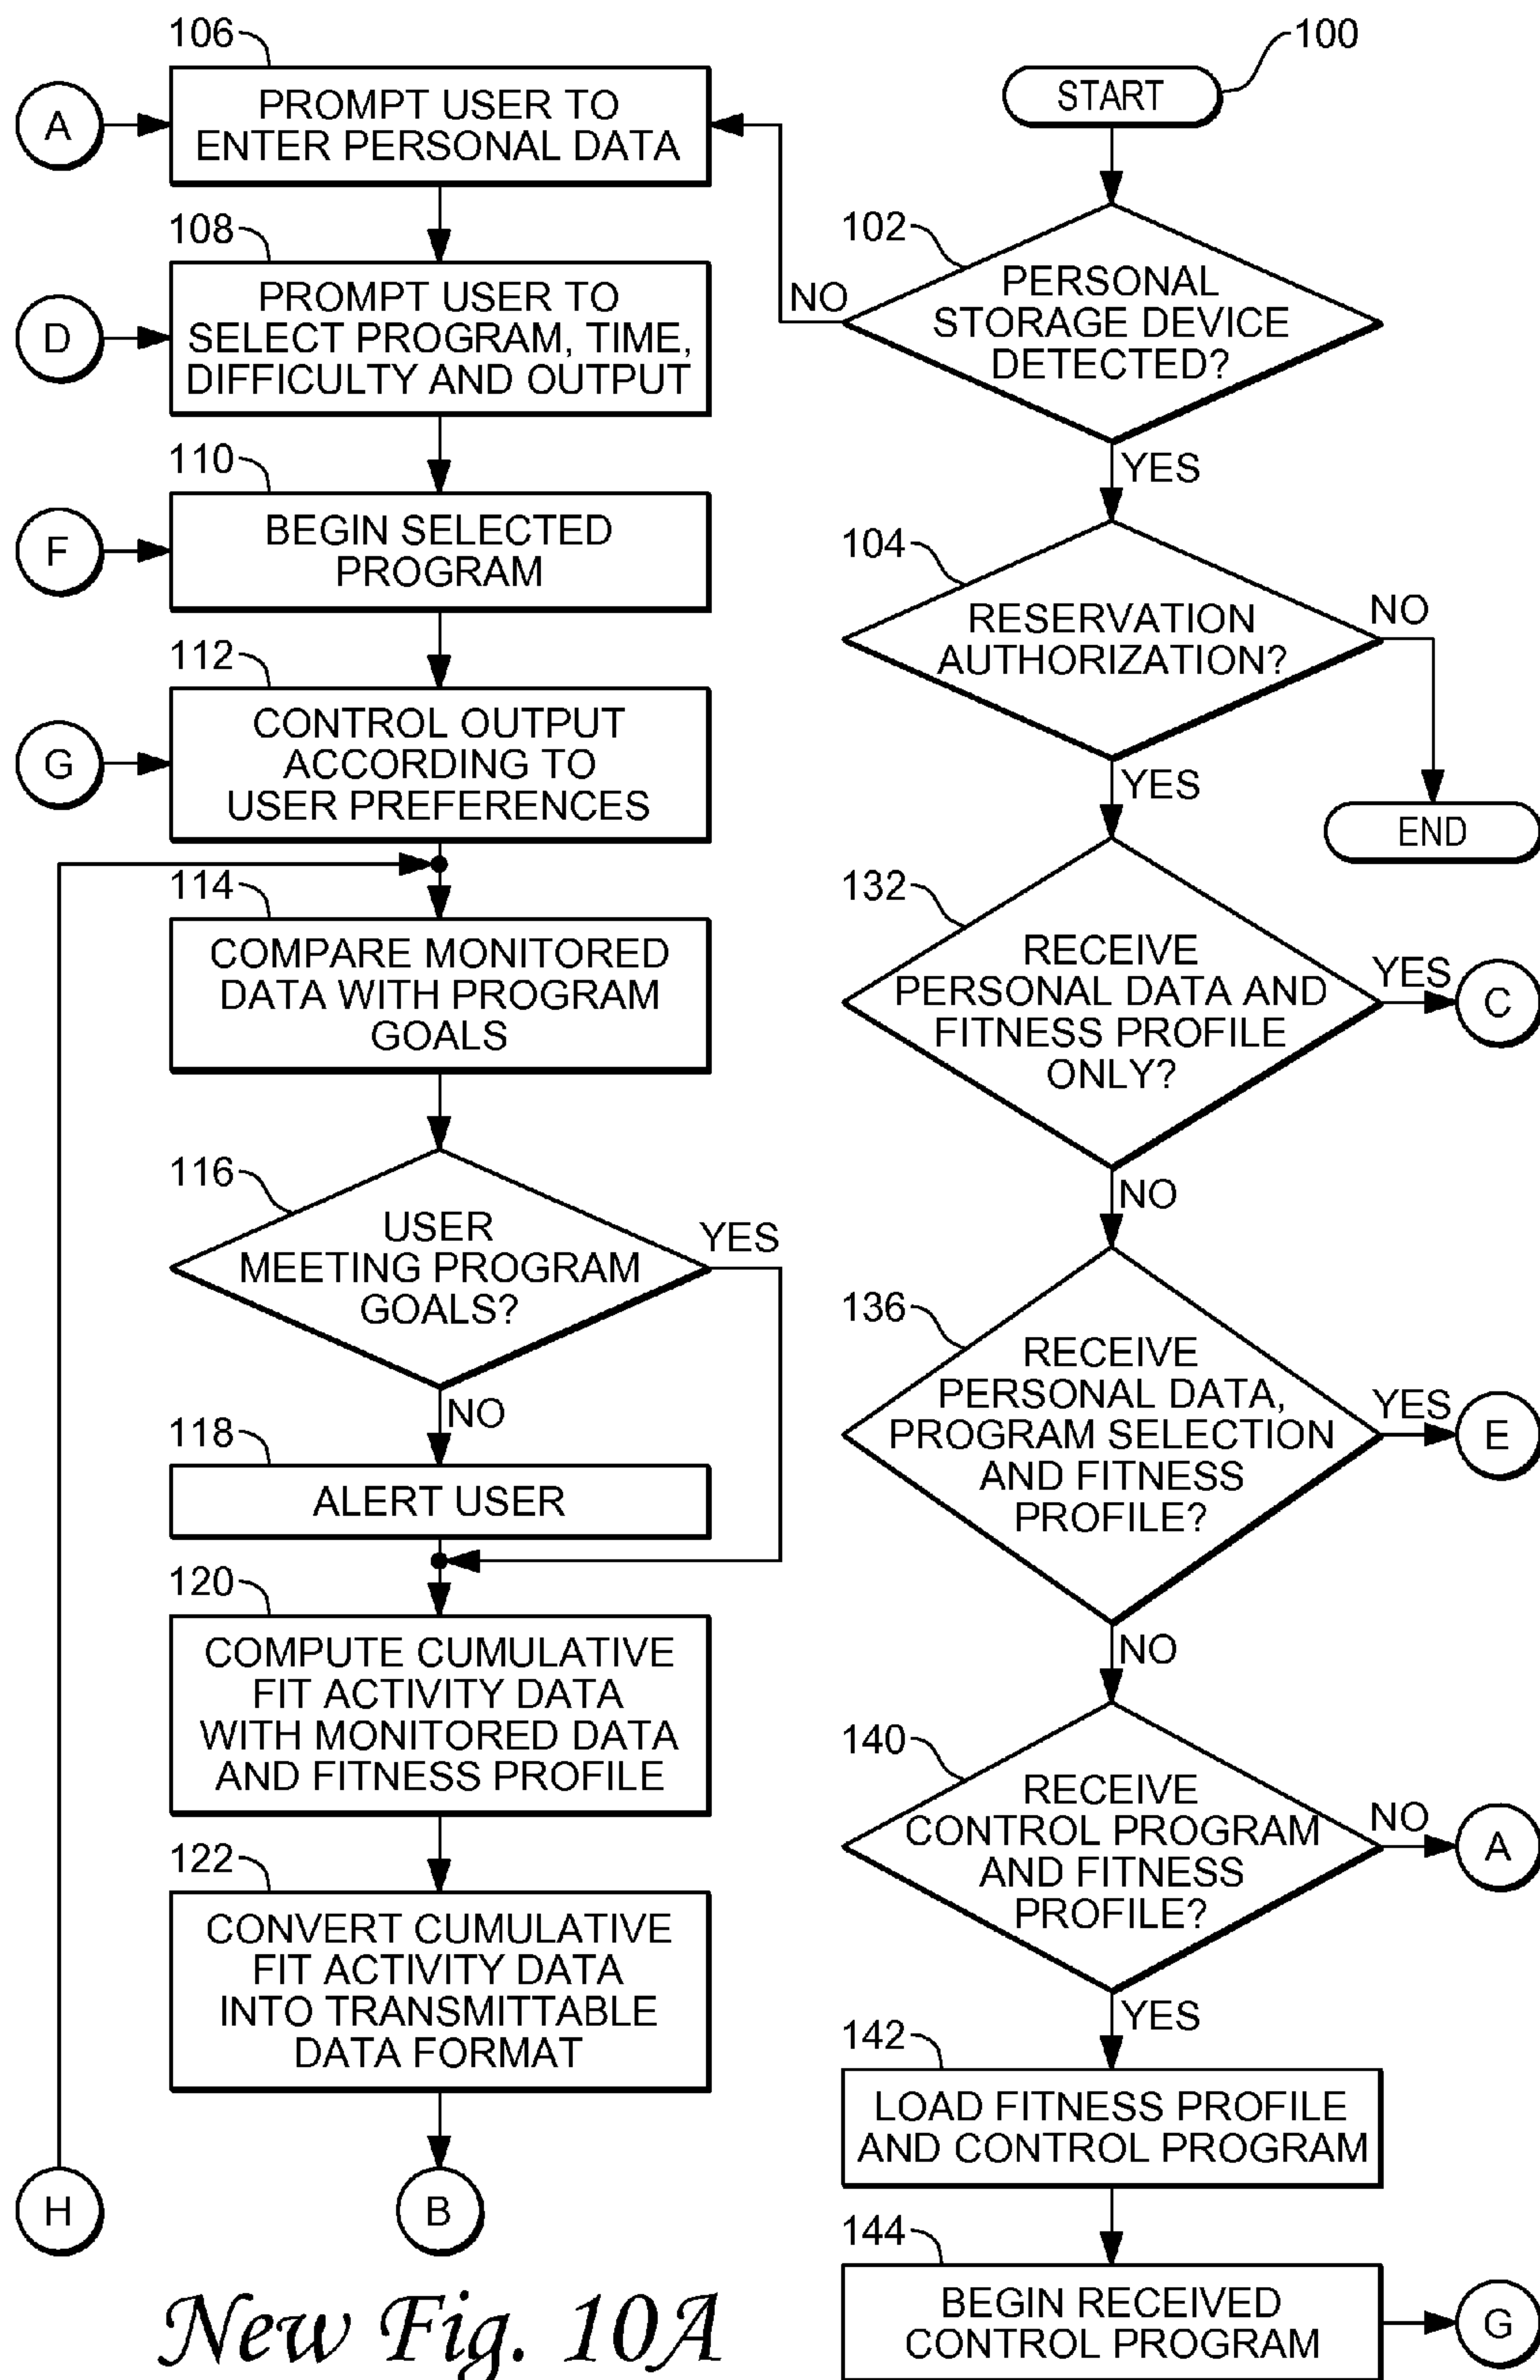 106
A
PROMPT USER TO
ENTER PERSONAL DATA
108
D
PROMPT USER TO
SELECT PROGRAM, TIME,
DIFFICULTY AND OUTPUT
110
F
BEGIN SELECTED
PROGRAM
112
G
CONTROL OUTPUT
ACCORDING TO
USER PREFERENCES
114
COMPARE MONITORED
DATA WITH PROGRAM
GOALS
116
USER
MEETING PROGRAM
GOALS?
YES
NO
118
ALERT USER
120
COMPUTE CUMULATIVE
FIT ACTIVITY DATA
WITH MONITORED DATA
AND FITNESS PROFILE
122
CONVERT CUMULATIVE
FIT ACTIVITY DATA
INTO TRANSMITTABLE
DATA FORMAT
H
B
100
START
102
NO
PERSONAL
STORAGE DEVICE
DETECTED?
YES
104
RESERVATION
AUTHORIZATION?
NO
YES
END
132
RECEIVE
PERSONAL DATA AND
FITNESS PROFILE
ONLY?
YES
C
NO
136
RECEIVE
PERSONAL DATA,
PROGRAM SELECTION
AND FITNESS
PROFILE?
YES
E
NO
140
RECEIVE
CONTROL PROGRAM
AND FITNESS
PROFILE?
NO
A
YES
142
LOAD FITNESS PROFILE
AND CONTROL PROGRAM
144
BEGIN RECEIVED
CONTROL PROGRAM
G
New Fig. 10A